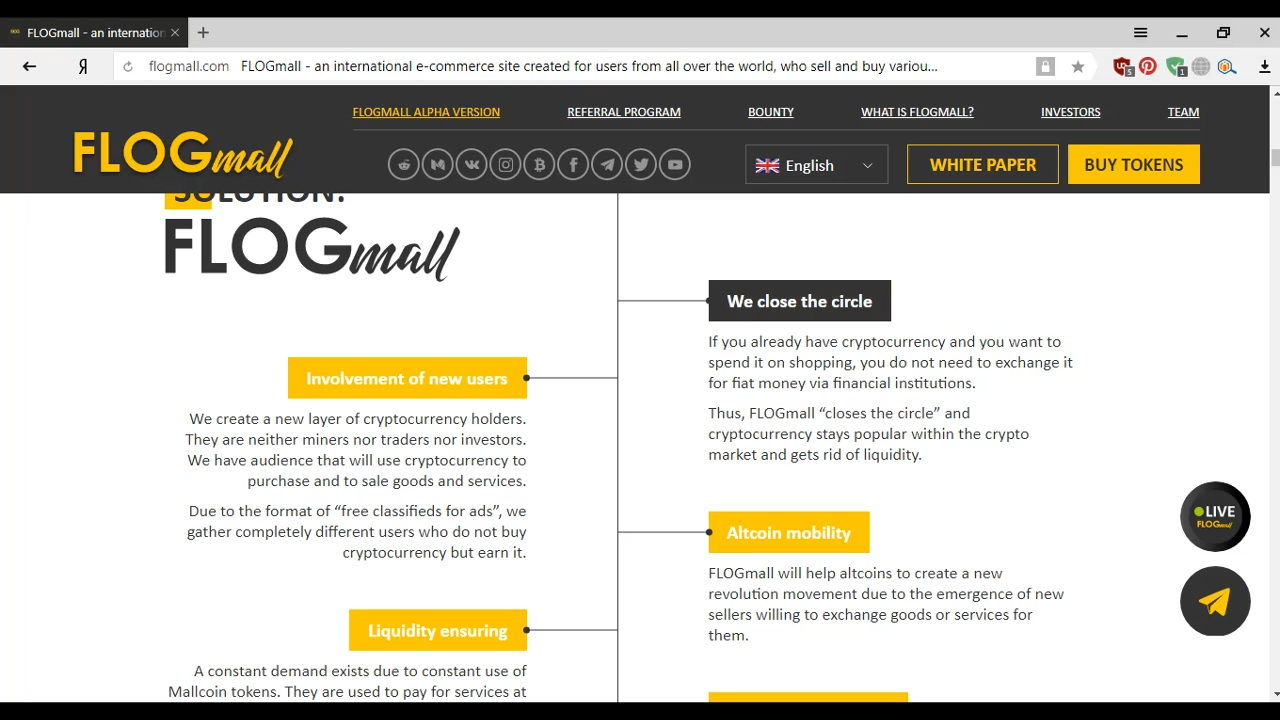 FLOGmall - an internation
Я
flogmall.com FLOGmall - an international e-commerce site created for users from all over the world, who sell and buy variou...
5
1
FLOGMALL ALPHA VERSION REFERRAL PROGRAM BOUNTY WHAT IS FLOGMALL? INVESTORS TEAM
FLOGmall
English
WHITE PAPER
BUY TOKENS
SOLUTION:
FLOGmall
We close the circle
If you already have cryptocurrency and you want to
spend it on shopping, you do not need to exchange it
for fiat money via financial institutions.
Thus, FLOGmall “closes the circle” and
cryptocurrency stays popular within the crypto
market and gets rid of liquidity.
Involvement of new users
We create a new layer of cryptocurrency holders.
They are neither miners nor traders nor investors.
We have audience that will use cryptocurrency to
purchase and to sale goods and services.
Due to the format of “free classifieds for ads”, we
gather completely different users who do not buy
cryptocurrency but earn it.
Altcoin mobility
FLOGmall will help altcoins to create a new
revolution movement due to the emergence of new
sellers willing to exchange goods or services for
them.
Liquidity ensuring
A constant demand exists due to constant use of
Mallcoin tokens. They are used to pay for services at
LIVE
FLOGmall